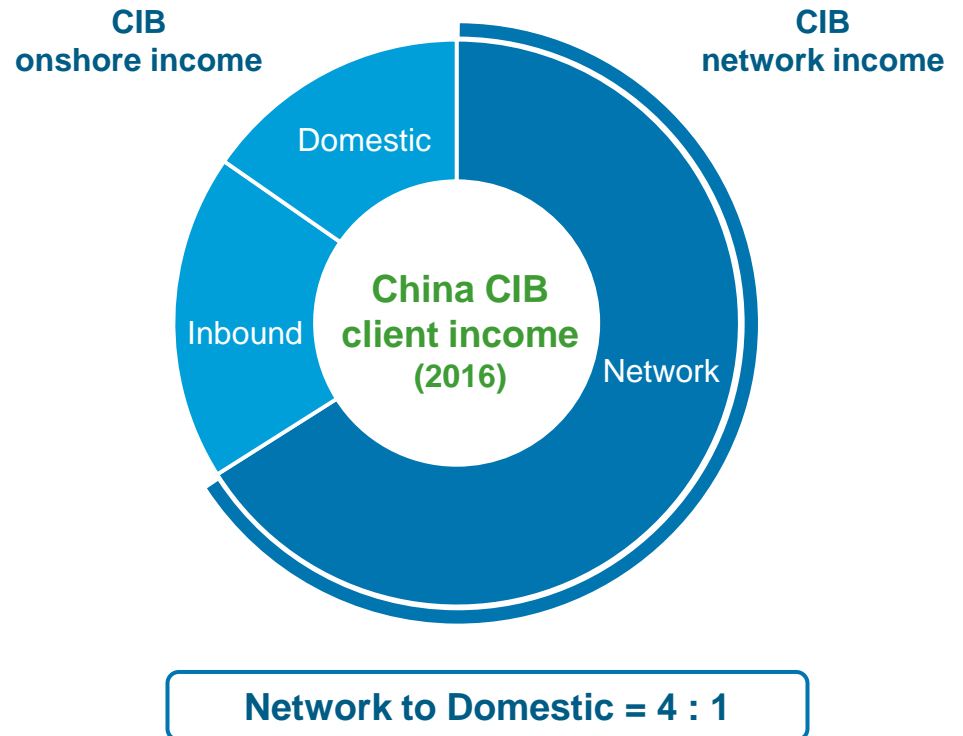 CIB
onshore income
CIB
network income
Domestic
Inbound
China CIB
client income
(2016)
Network
Network to Domestic = 4 : 1